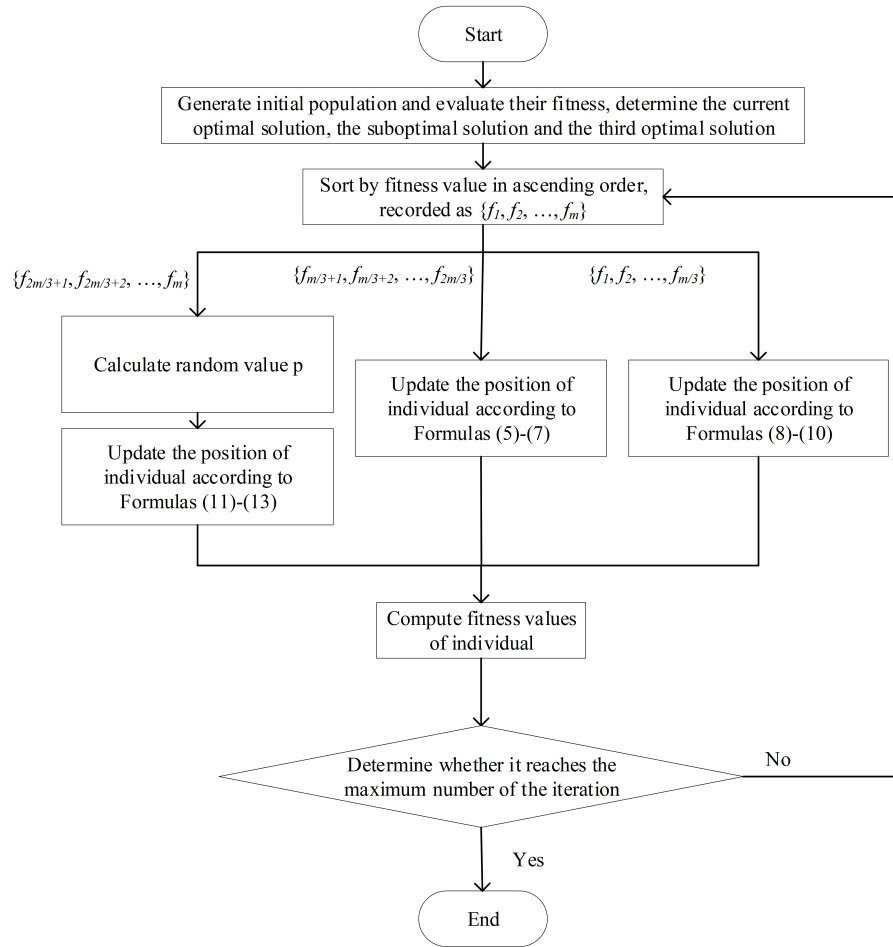 Start
Generate initial population and evaluate their fitness, determine the current
optimal solution, the suboptimal solution and the third optimal solution
Sort by fitness value in ascending order,
recorded as {f1, f2, …, fm}
{f2m/3+1, f2m/3+2, …, fm}
{fm/3+1, fm/3+2, …, f2m/3}
{f1, f2, …, fm/3}
Calculate random value p
Update the position of
individual according to
Formulas (11)-(13)
Update the position of
individual according to
Formulas (5)-(7)
Update the position of
individual according to
Formulas (8)-(10)
Compute fitness values
of individual
Determine whether it reaches the
maximum number of the iteration
No
Yes
End